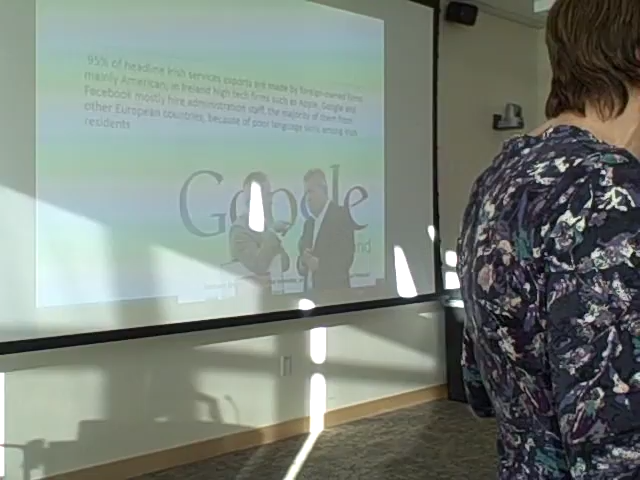 95% of headline Irish services exports are made by foreign-owned firms
mainly American, in Ireland high tech firms such as Apple, Google and
Facebook mostly hire administration staff, the majority of them from
other European countries, because of poor language skills among Irish
residents
Google